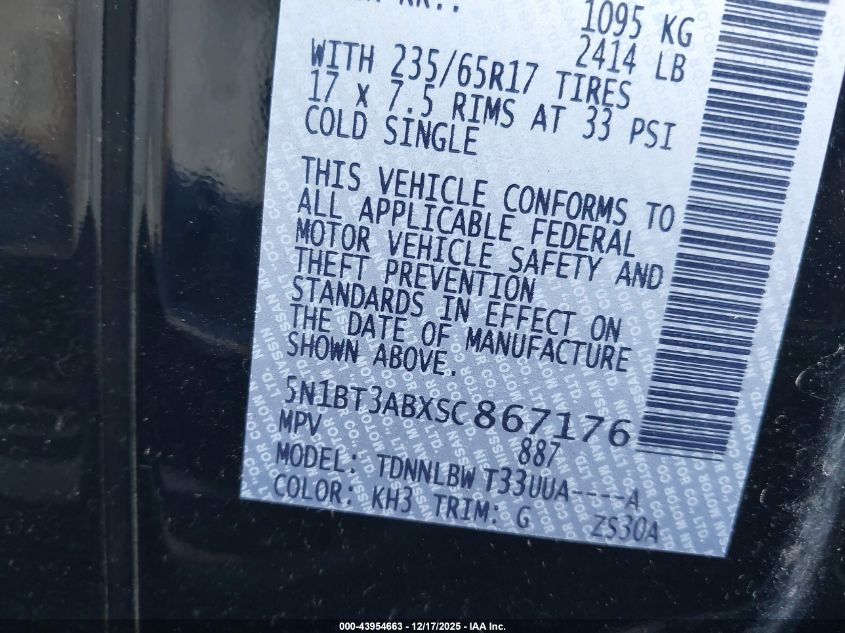 1095 KG
2414 LB
WITH 235/65R17 TIRES
17 X 7.5 RIMS AT 33 PSI
COLD SINGLE
THIS VEHICLE CONFORMS TO
ALL APPLICABLE FEDERAL
MOTOR VEHICLE SAFETY AND
THEFT PREVENTION
STANDARDS IN EFFECT ON
THE DATE OF MANUFACTURE
SHOWN ABOVE.
5N1BT3ABXSC867176
MPV 887
MODEL: TDNNLBW T33UUA----A
COLOR: KH3 TRIM: G ZS30A
000-43954663 - 12/17/2025 - IAA Inc.